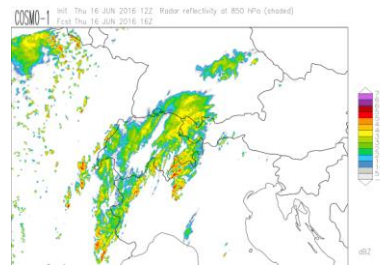 COSMO-1
Init Thu 16 JUN 2016 12Z Radar reflectivity at 850 hPa (shaded)
Fcst Thu 16 JUN 2016 16Z
dBZ